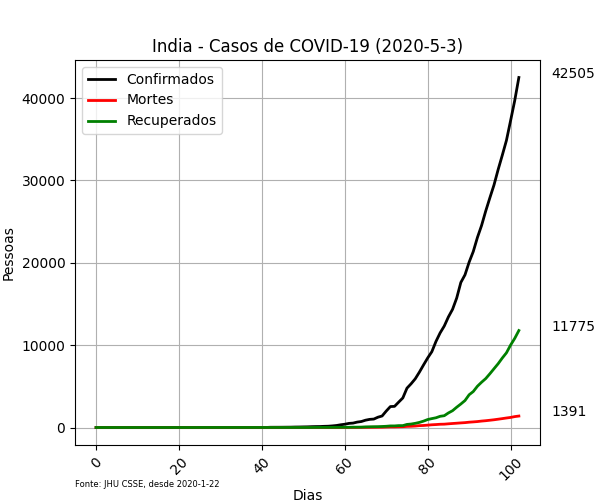 India - Casos de COVID-19 (2020-5-3)
Confirmados
Mortes
Recuperados
42505
11775
1391
Pessoas
40000
30000
20000
10000
0
0
20
40
60
80
100
Fonte: JHU CSSE, desde 2020-1-22
Dias